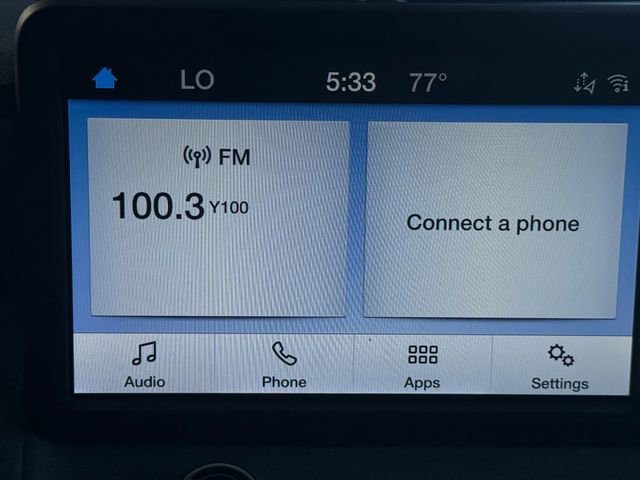 LO 5:33 77°
FM
100.3 Y100
Connect a phone
Audio Phone Apps Settings